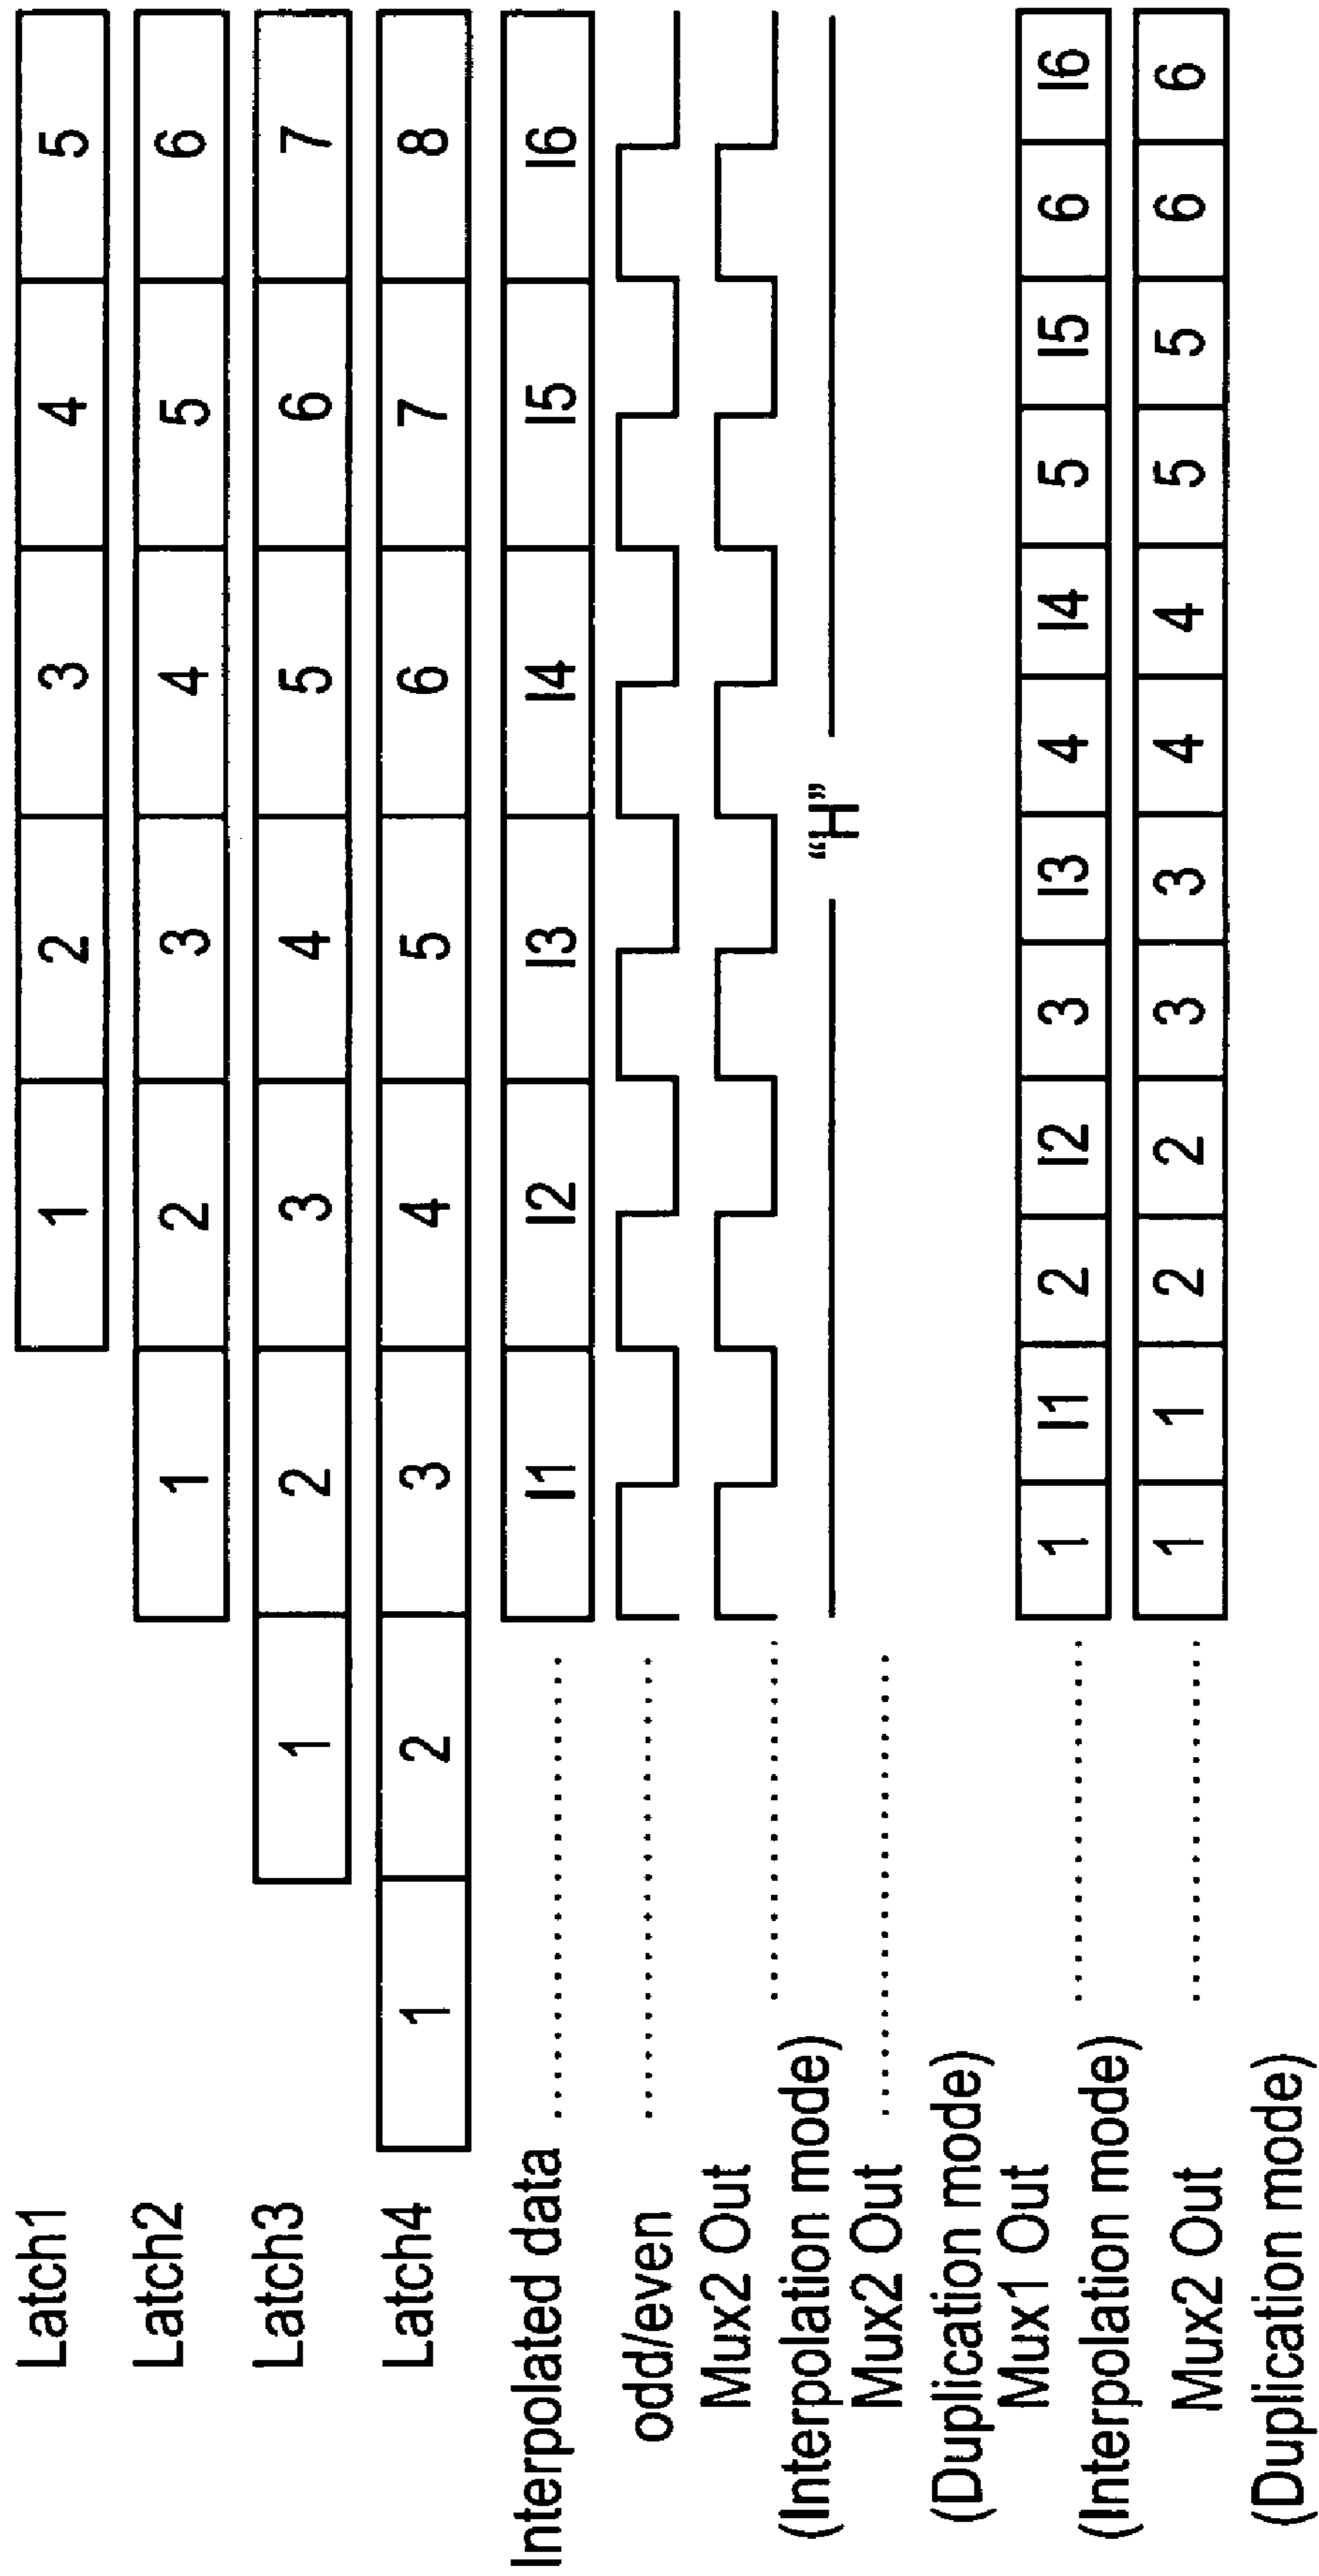 Latch1 1 2 3 4 5
Latch2 1 2 3 4 5 6
Latch3 1 2 3 4 5 6 7
Latch4 1 2 3 4 5 6 7 8
Interpolated data I1 I2 I3 I4 I5 I6
odd/even
Mux2 Out
(Interpolation mode)
"H"
Mux2 Out
(Duplication mode)
Mux1 Out 1 I1 2 I2 3 I3 4 I4 5 I5 6 I6
(Interpolation mode)
Mux2 Out 1 1 2 2 3 3 4 4 5 5 6 6
(Duplication mode)